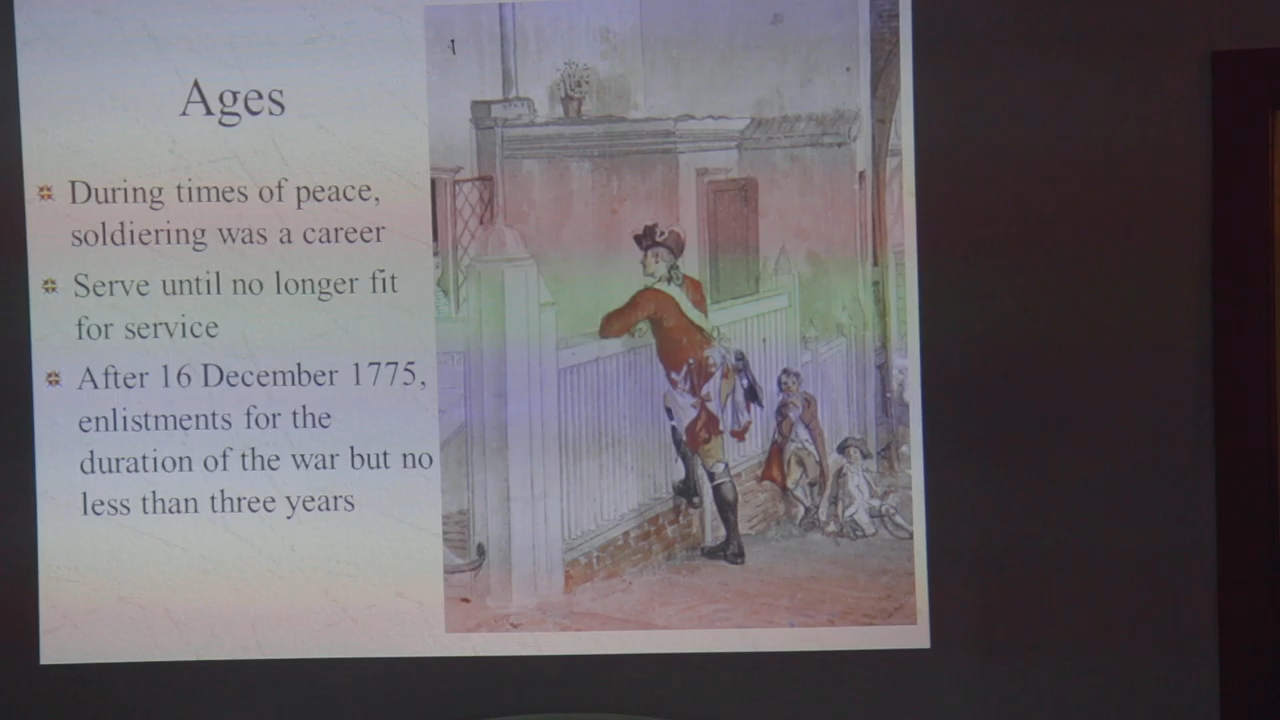 Ages
During times of peace,
soldiering was a career
Serve until no longer fit
for service
After 16 December 1775,
enlistments for the
duration of the war but no
less than three years